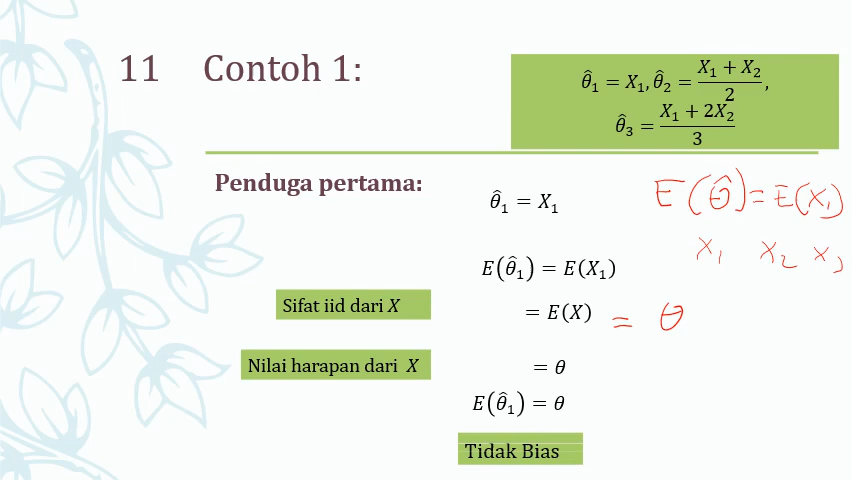 11 Contoh 1:
θ̂₁ = X₁, θ̂₂ = (X₁ + X₂)/2,
θ̂₃ = (X₁ + 2X₂)/3
Penduga pertama:
θ̂₁ = X₁
E(θ̂) = E(X₁)
X₁ X₂ X₃
E(θ̂₁) = E(X₁)
Sifat iid dari X
= E(X) = θ
Nilai harapan dari X
= θ
E(θ̂₁) = θ
Tidak Bias